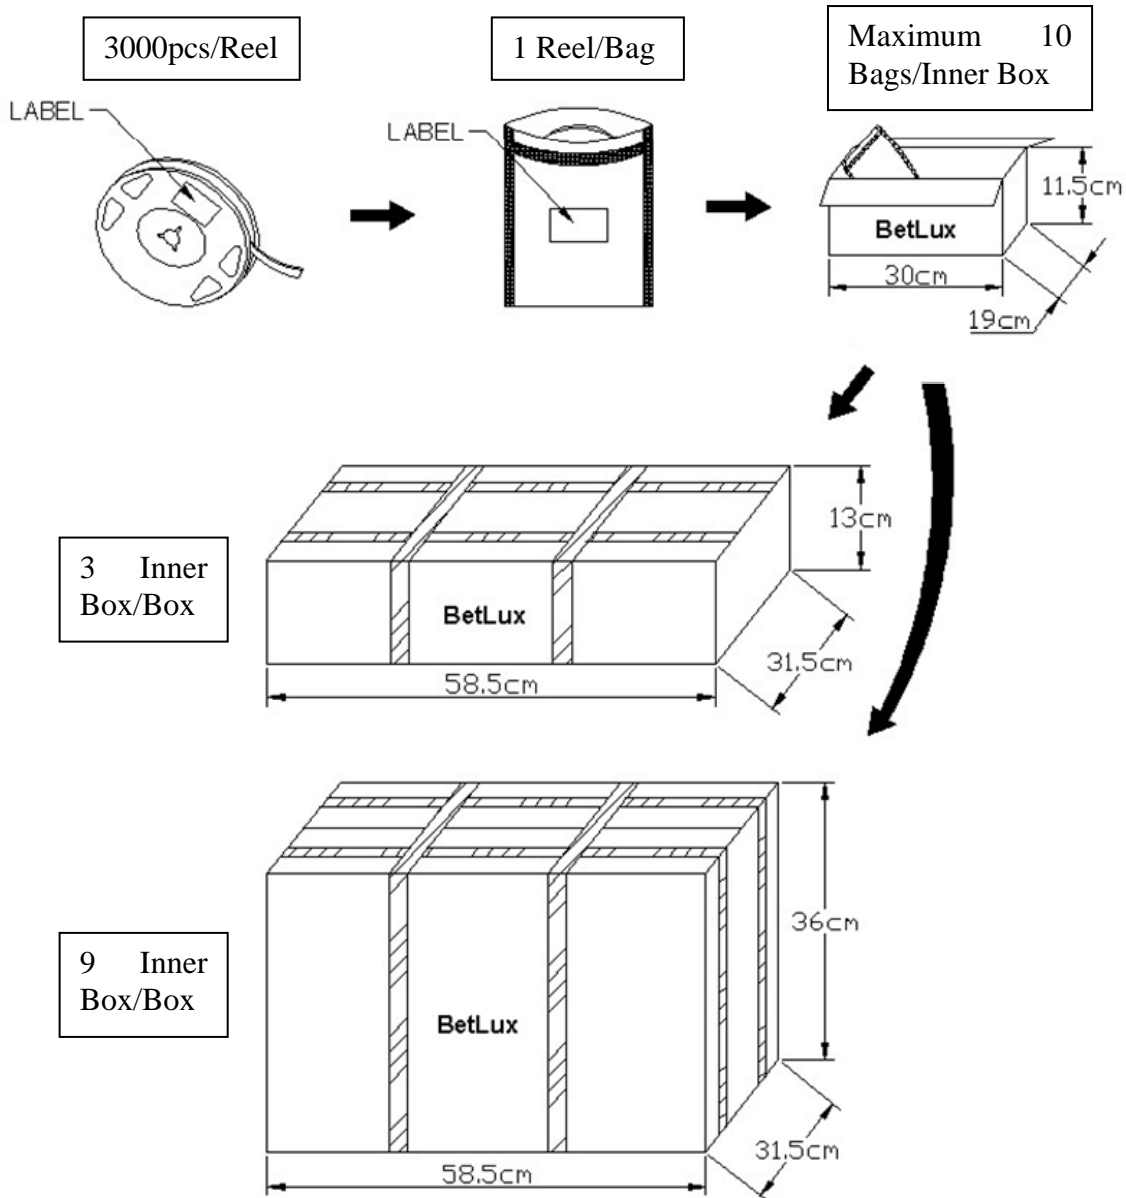 3000pcs/Reel
1 Reel/Bag
Maximum 10
Bags/Inner Box
LABEL
LABEL
11.5cm
BetLux
30cm
19cm
3 Inner
Box/Box
13cm
BetLux
31.5cm
58.5cm
9 Inner
Box/Box
36cm
BetLux
31.5cm
58.5cm